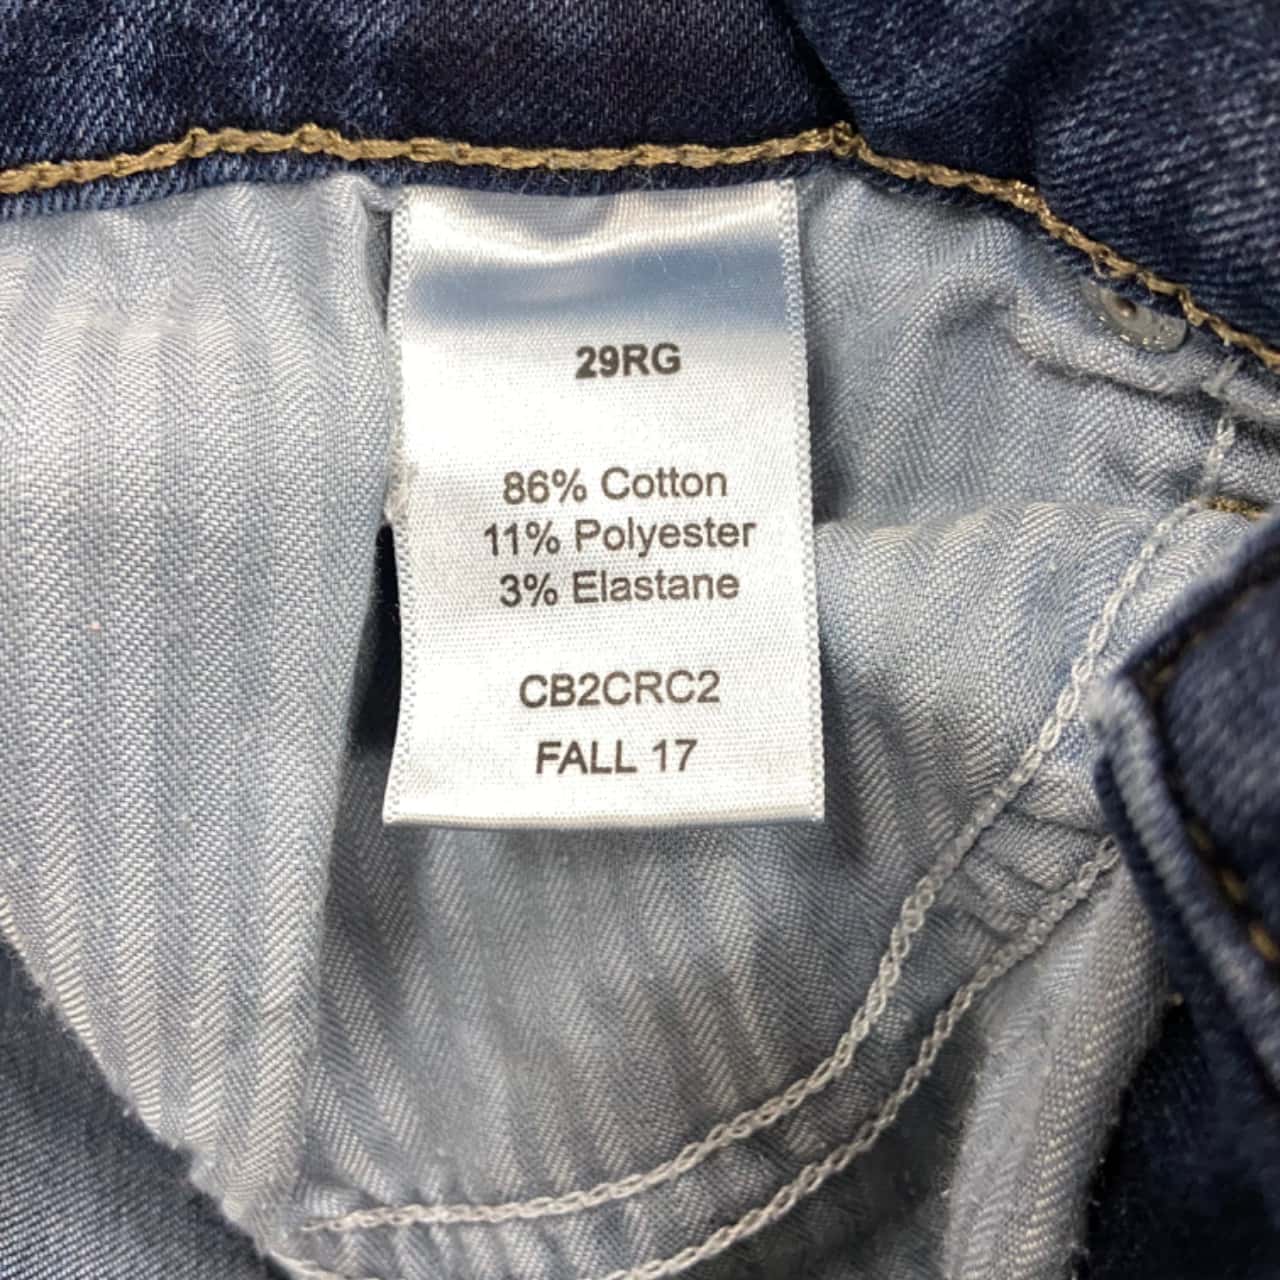 29RG
86% Cotton
11% Polyester
3% Elastane
CB2CRC2
FALL 17